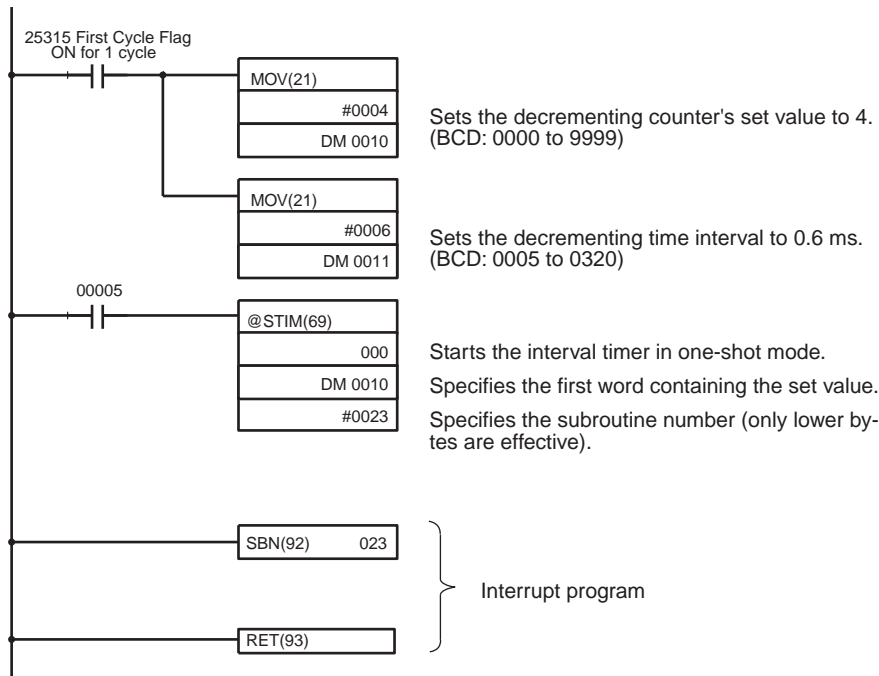 25315 First Cycle Flag
ON for 1 cycle
MOV(21)
#0004
DM 0010
Sets the decrementing counter's set value to 4.
(BCD: 0000 to 9999)
MOV(21)
#0006
DM 0011
Sets the decrementing time interval to 0.6 ms.
(BCD: 0005 to 0320)
00005
@STIM(69)
000
Starts the interval timer in one-shot mode.
DM 0010
Specifies the first word containing the set value.
#0023
Specifies the subroutine number (only lower by-
tes are effective).
SBN(92) 023
Interrupt program
RET(93)